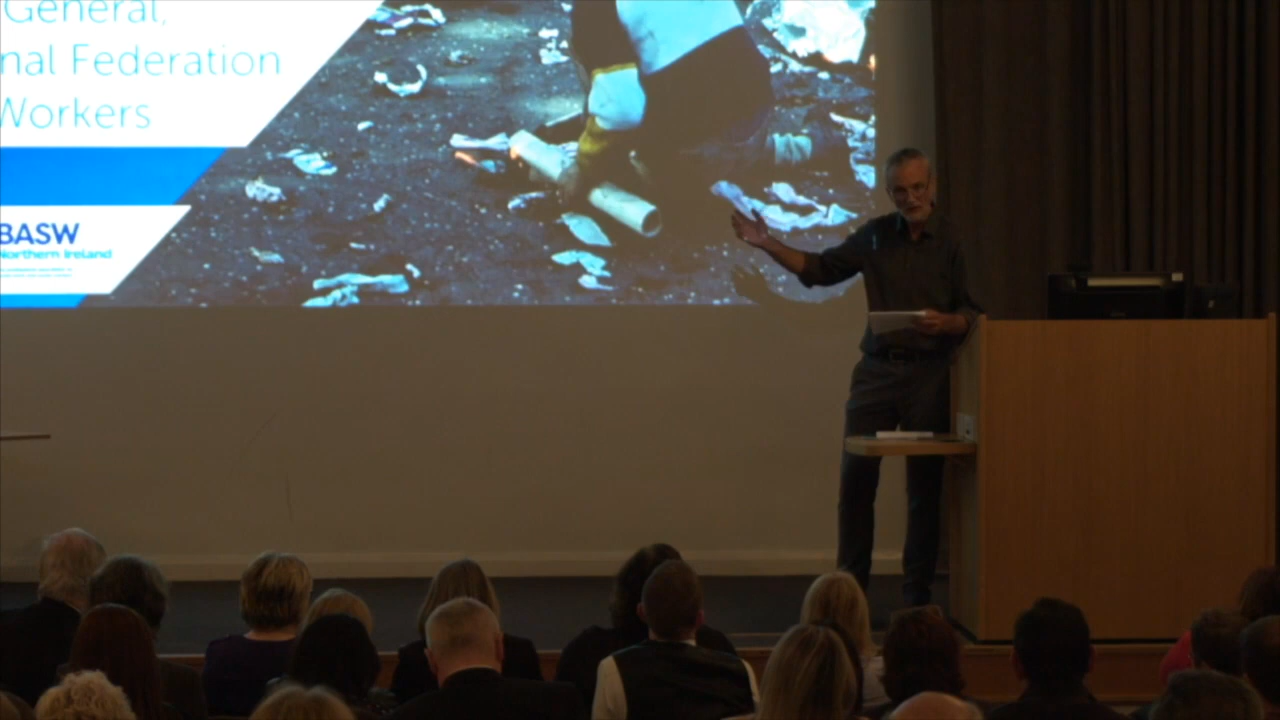 General,
nal Federation
Workers
BASW
Northern Ireland